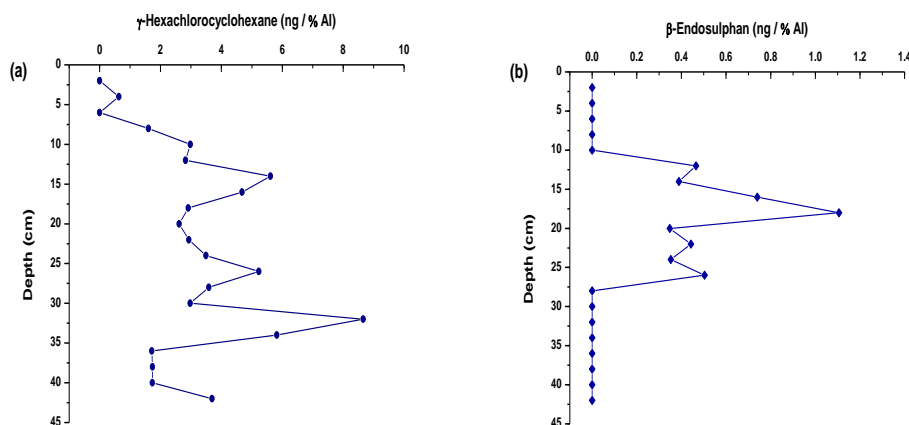 γ-Hexachlorocyclohexane (ng / % Al)
0 2 4 6 8 10
(a)
0
5
10
15
20
25
30
35
40
45
Depth (cm)
β-Endosulphan (ng / % Al)
0.0 0.2 0.4 0.6 0.8 1.0 1.2 1.4
(b)
0
5
10
15
20
25
30
35
40
45
Depth (cm)